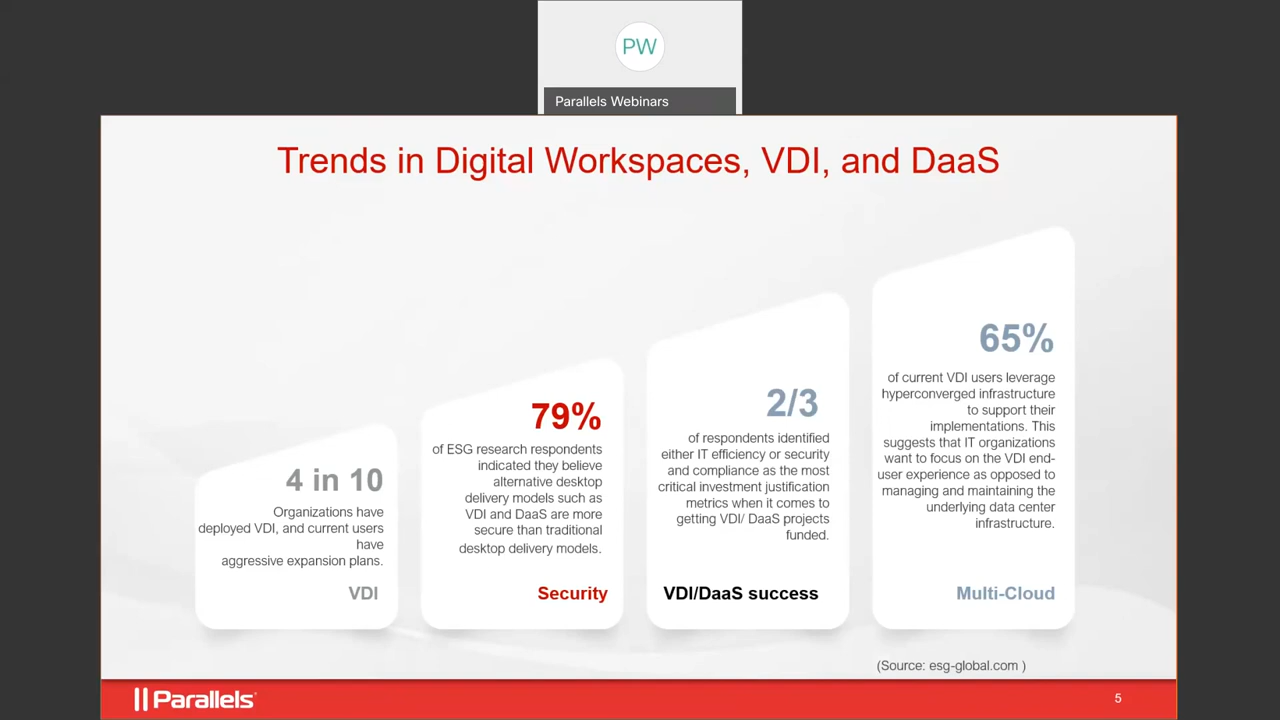 PW
Parallels Webinars
Trends in Digital Workspaces, VDI, and DaaS
4 in 10
Organizations have
deployed VDI, and current users
have
aggressive expansion plans.
VDI
79%
of ESG research respondents
indicated they believe
alternative desktop
delivery models such as
VDI and DaaS are more
secure than traditional
desktop delivery models.
Security
2/3
of respondents identified
either IT efficiency or security
and compliance as the most
critical investment justification
metrics when it comes to
getting VDI/ DaaS projects
funded.
VDI/DaaS success
65%
of current VDI users leverage
hyperconverged infrastructure
to support their
implementations. This
suggests that IT organizations
want to focus on the VDI end-
user experience as opposed to
managing and maintaining the
underlying data center
infrastructure.
Multi-Cloud
(Source: esg-global.com )
Parallels®
5